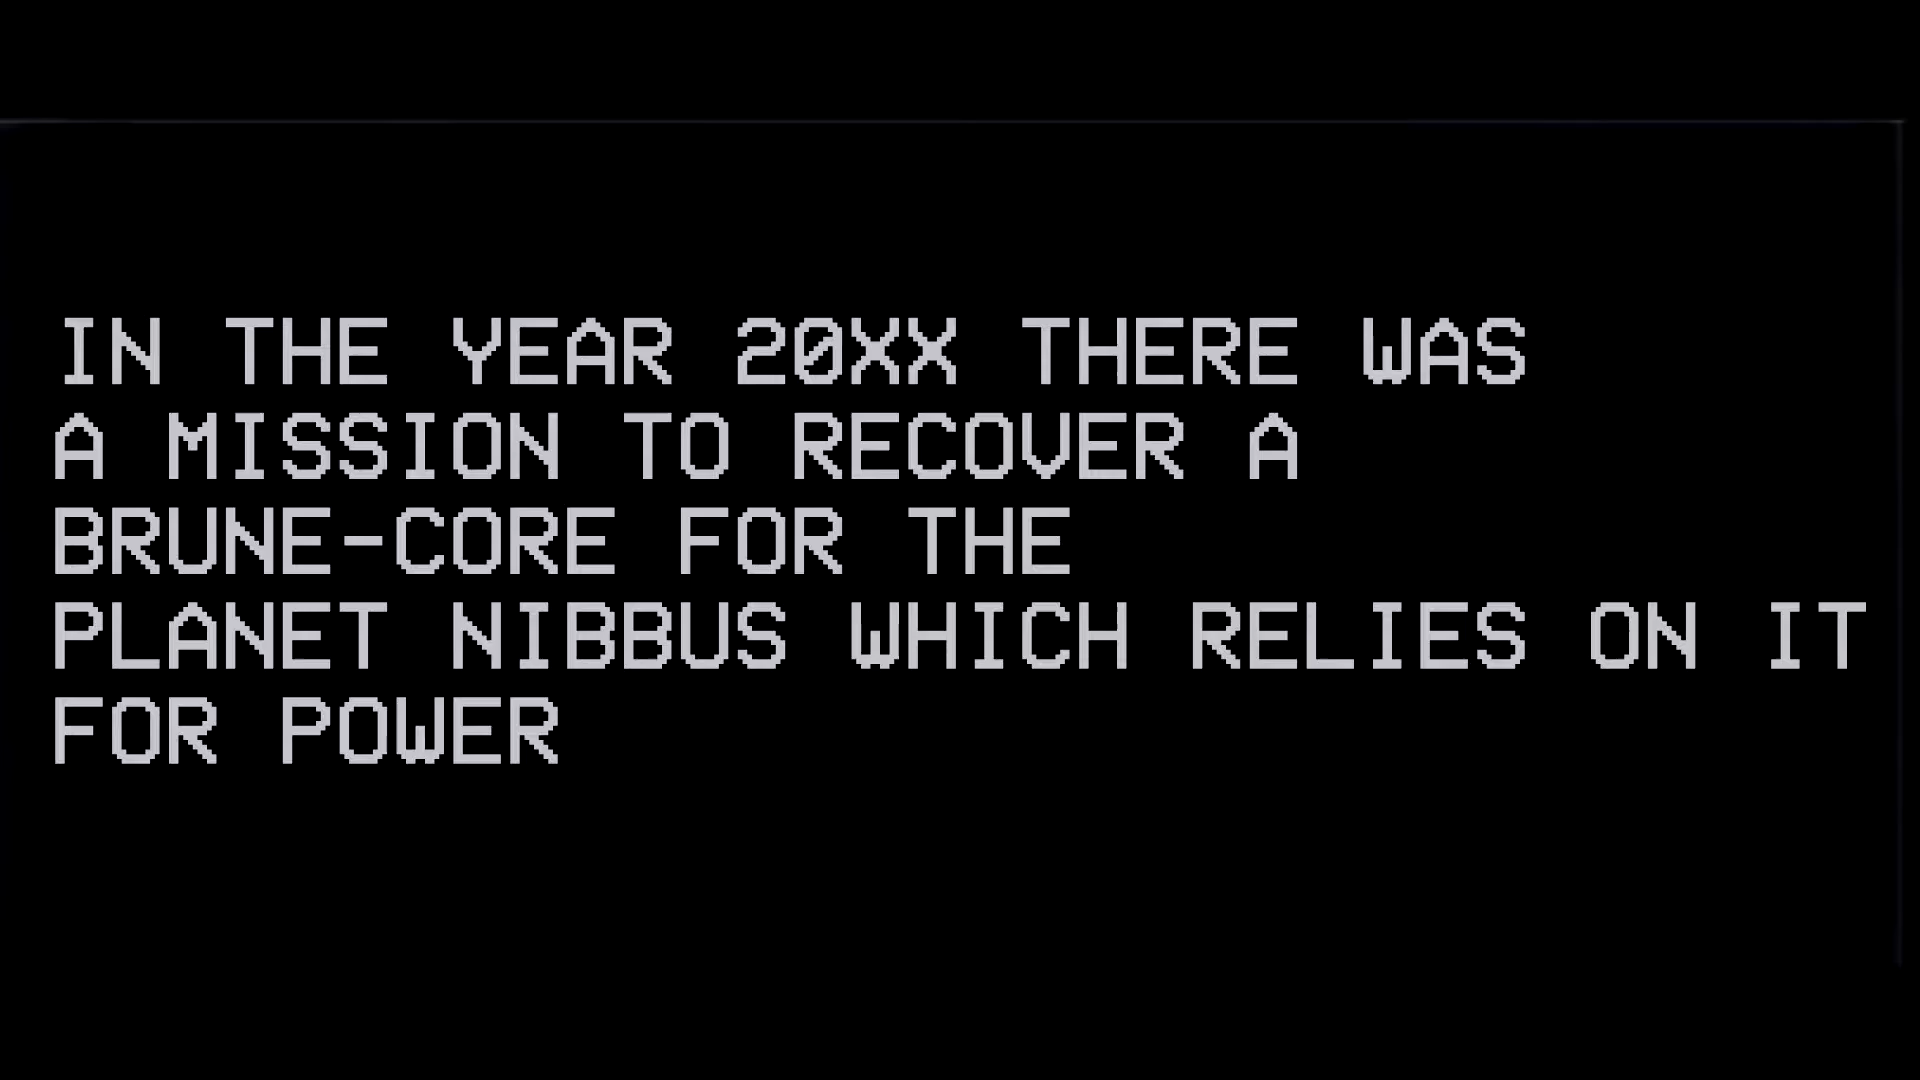 IN THE YEAR 20XX THERE WAS
A MISSION TO RECOVER A
BRUNE-CORE FOR THE
PLANET NIBBUS WHICH RELIES ON IT
FOR POWER